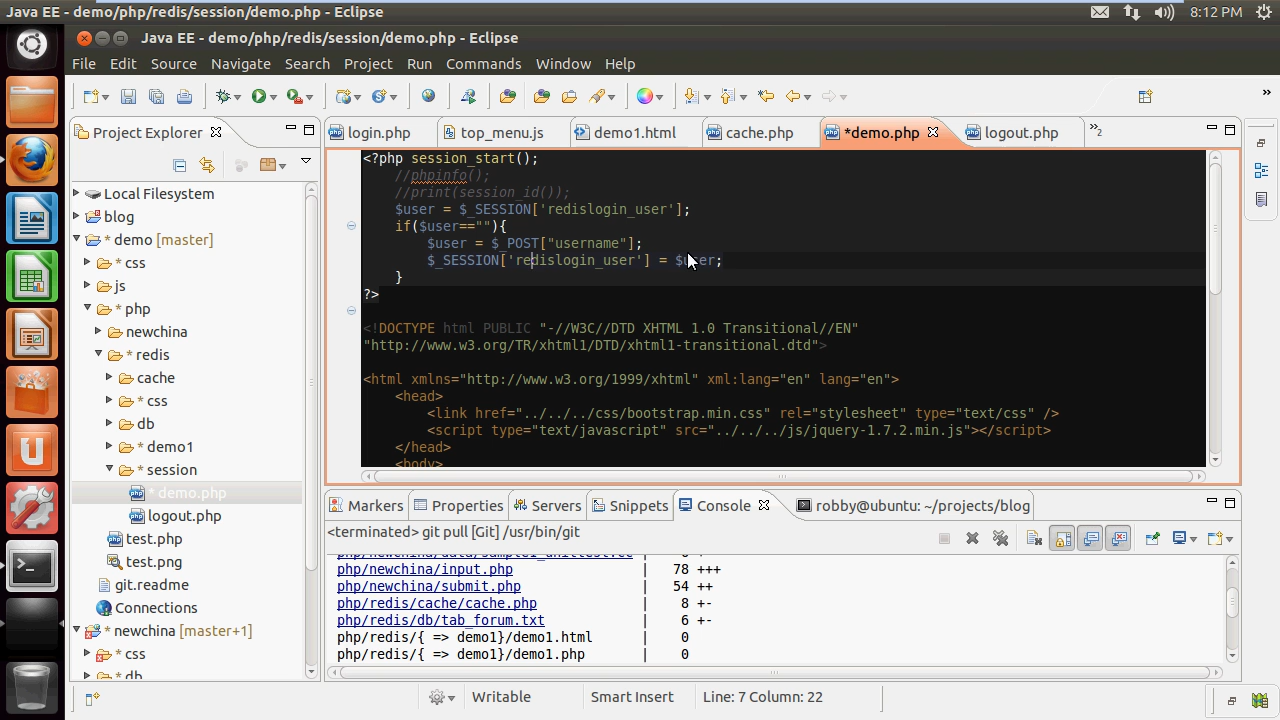 Java EE - demo/php/redis/session/demo.php - Eclipse
8:12 PM
Java EE - demo/php/redis/session/demo.php - Eclipse
File Edit Source Navigate Search Project Run Commands Window Help
Project Explorer
login.php top_menu.js demo1.html cache.php *demo.php logout.php »2
Local Filesystem
blog
demo [master]
css
js
* php
newchina
* redis
cache
* css
db
* demo1
* session
* demo.php
logout.php
test.php
test.png
git.readme
Connections
* newchina [master+1]
css
db
<?php session_start();
//phpinfo();
//print(session_id());
$user = $_SESSION['redislogin_user'];
if($user==""){
$user = $_POST["username"];
$_SESSION['redislogin_user'] = $user;
}
?>
<!DOCTYPE html PUBLIC "-//W3C//DTD XHTML 1.0 Transitional//EN"
"http://www.w3.org/TR/xhtml1/DTD/xhtml1-transitional.dtd">
<html xmlns="http://www.w3.org/1999/xhtml" xml:lang="en" lang="en">
<head>
<link href="../../../css/bootstrap.min.css" rel="stylesheet" type="text/css" />
<script type="text/javascript" src="../../../js/jquery-1.7.2.min.js"></script>
</head>
<body>
Markers Properties Servers Snippets Console robby@ubuntu: ~/projects/blog
<terminated> git pull [Git] /usr/bin/git
php/newchina/input.php | 78 +++
php/newchina/submit.php | 54 ++
php/redis/cache/cache.php | 8 +-
php/redis/db/tab_forum.txt | 6 +-
php/redis/{ => demo1}/demo1.html | 0
php/redis/{ => demo1}/demo1.php | 0
Writable Smart Insert Line: 7 Column: 22